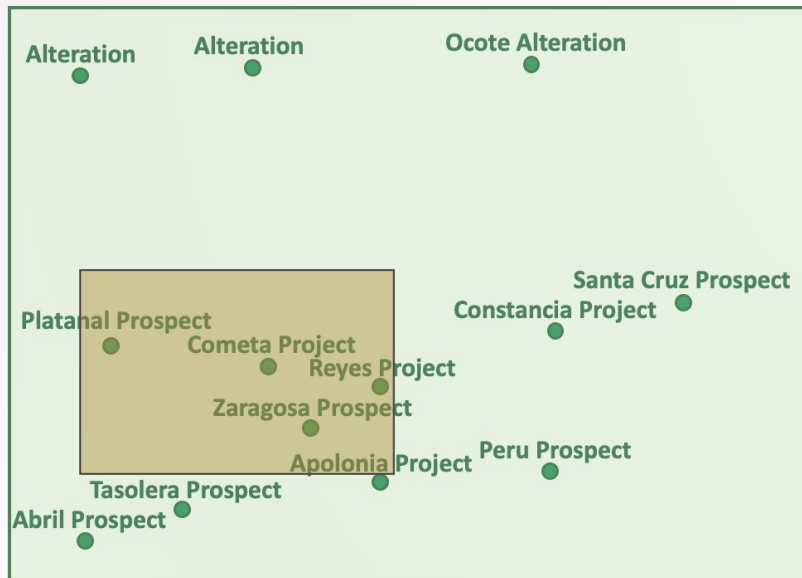 Alteration
Alteration
Ocote Alteration
Santa Cruz Prospect
Constancia Project
Platanal Prospect
Cometa Project
Reyes Project
Zaragosa Prospect
Apolonia Project
Peru Prospect
Tasolera Prospect
Abril Prospect